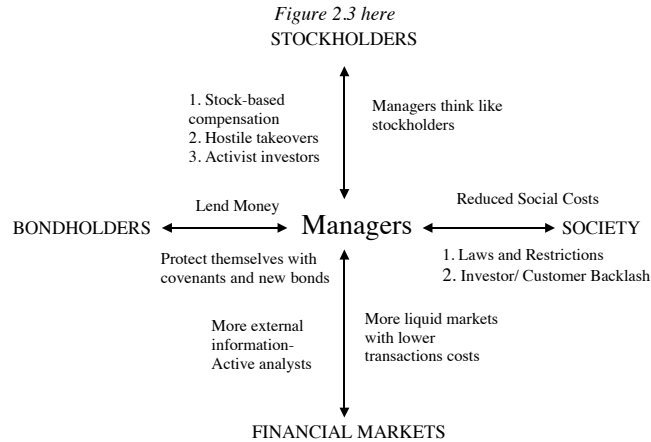 Figure 2.3 here
STOCKHOLDERS
1. Stock-based
compensation
2. Hostile takeovers
3. Activist investors
Managers think like
stockholders
Lend Money
Reduced Social Costs
BONDHOLDERS
Managers
SOCIETY
Protect themselves with
covenants and new bonds
1. Laws and Restrictions
2. Investor/ Customer Backlash
More external
information-
Active analysts
More liquid markets
with lower
transactions costs
FINANCIAL MARKETS